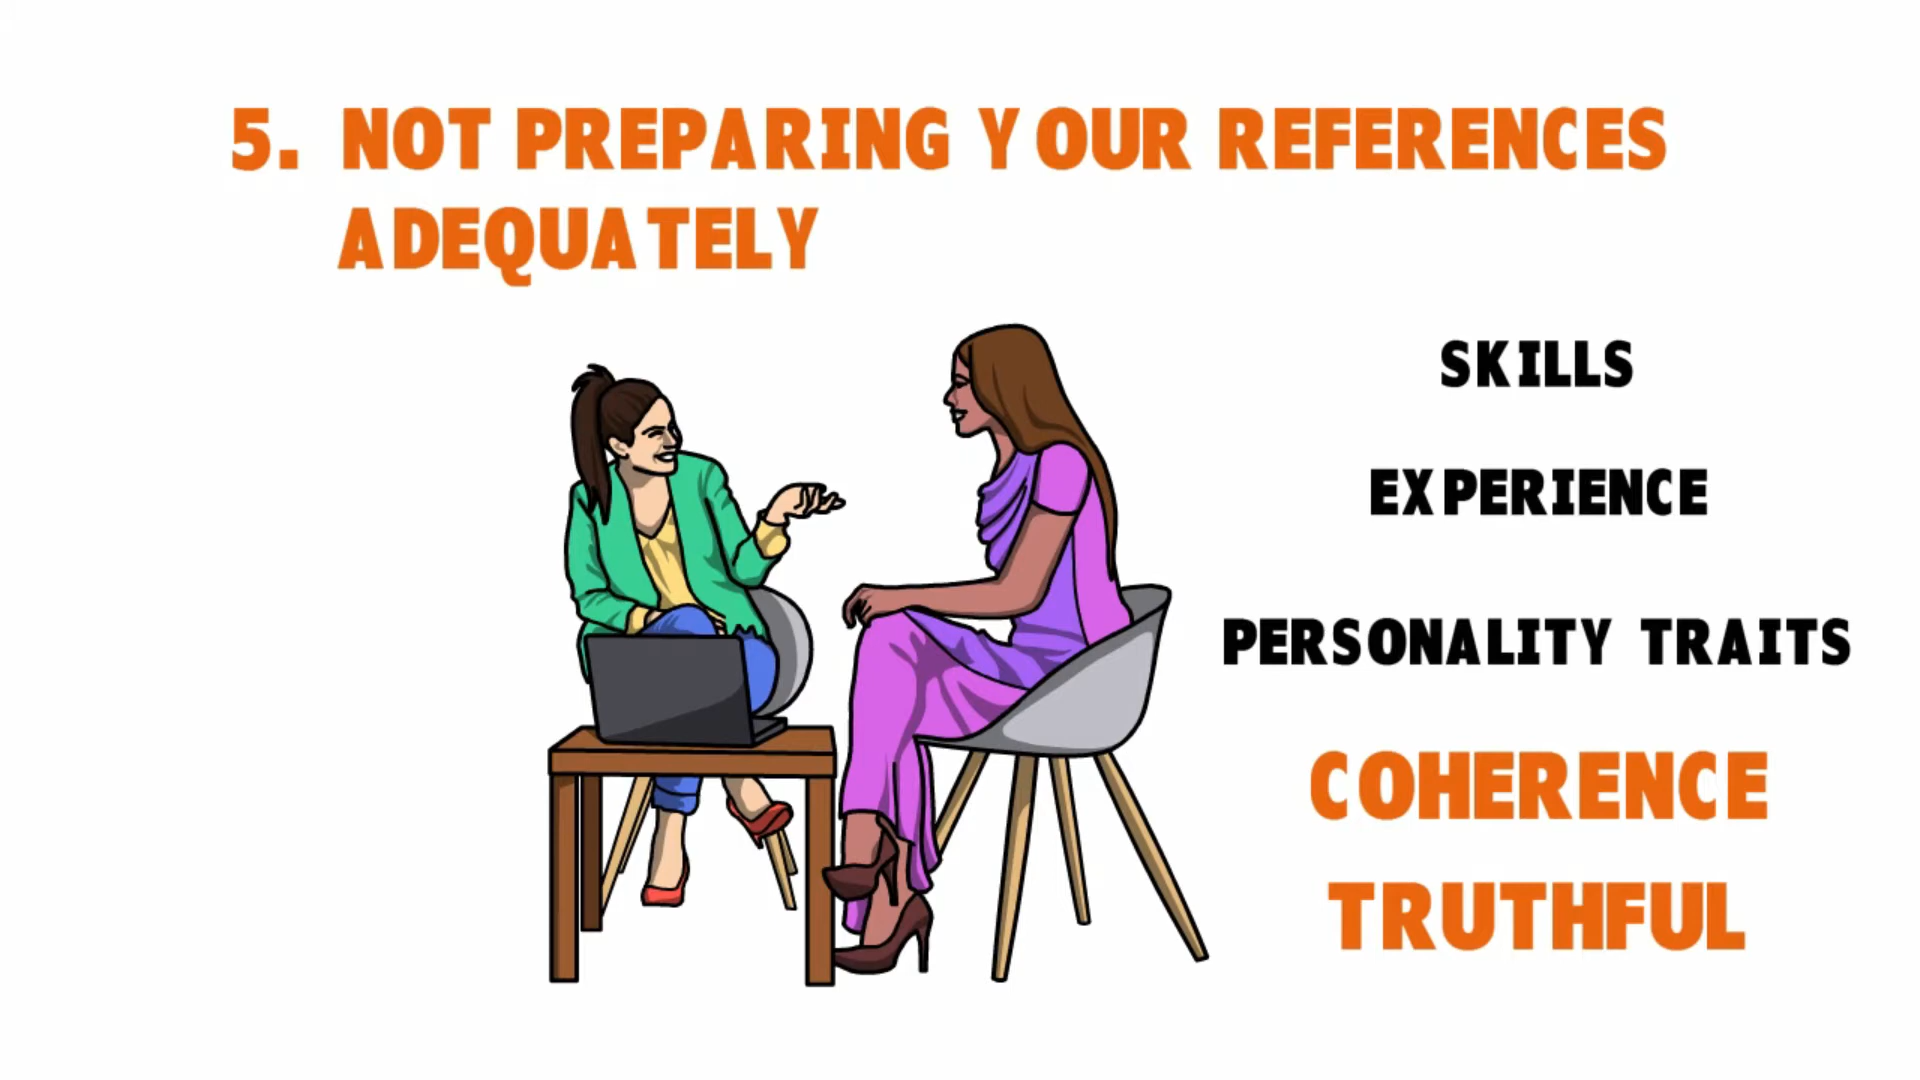 5. NOT PREPARING YOUR REFERENCES
ADEQUATELY
SKILLS
EXPERIENCE
PERSONALITY TRAITS
COHERENCE
TRUTHFUL